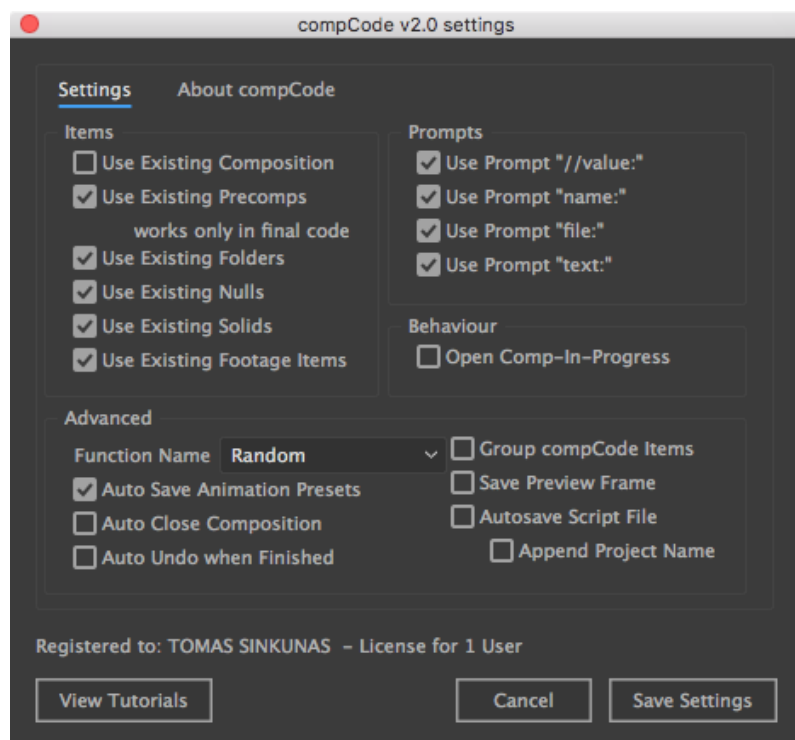 compCode v2.0 settings
Settings
About compCode
Items
Use Existing Composition
Use Existing Precomps
works only in final code
Use Existing Folders
Use Existing Nulls
Use Existing Solids
Use Existing Footage Items
Prompts
Use Prompt "//value:"
Use Prompt "name:"
Use Prompt "file:"
Use Prompt "text:"
Behaviour
Open Comp-In-Progress
Advanced
Function Name Random
Auto Save Animation Presets
Auto Close Composition
Auto Undo when Finished
Group compCode Items
Save Preview Frame
Autosave Script File
Append Project Name
Registered to: TOMAS SINKUNAS – License for 1 User
View Tutorials
Cancel
Save Settings